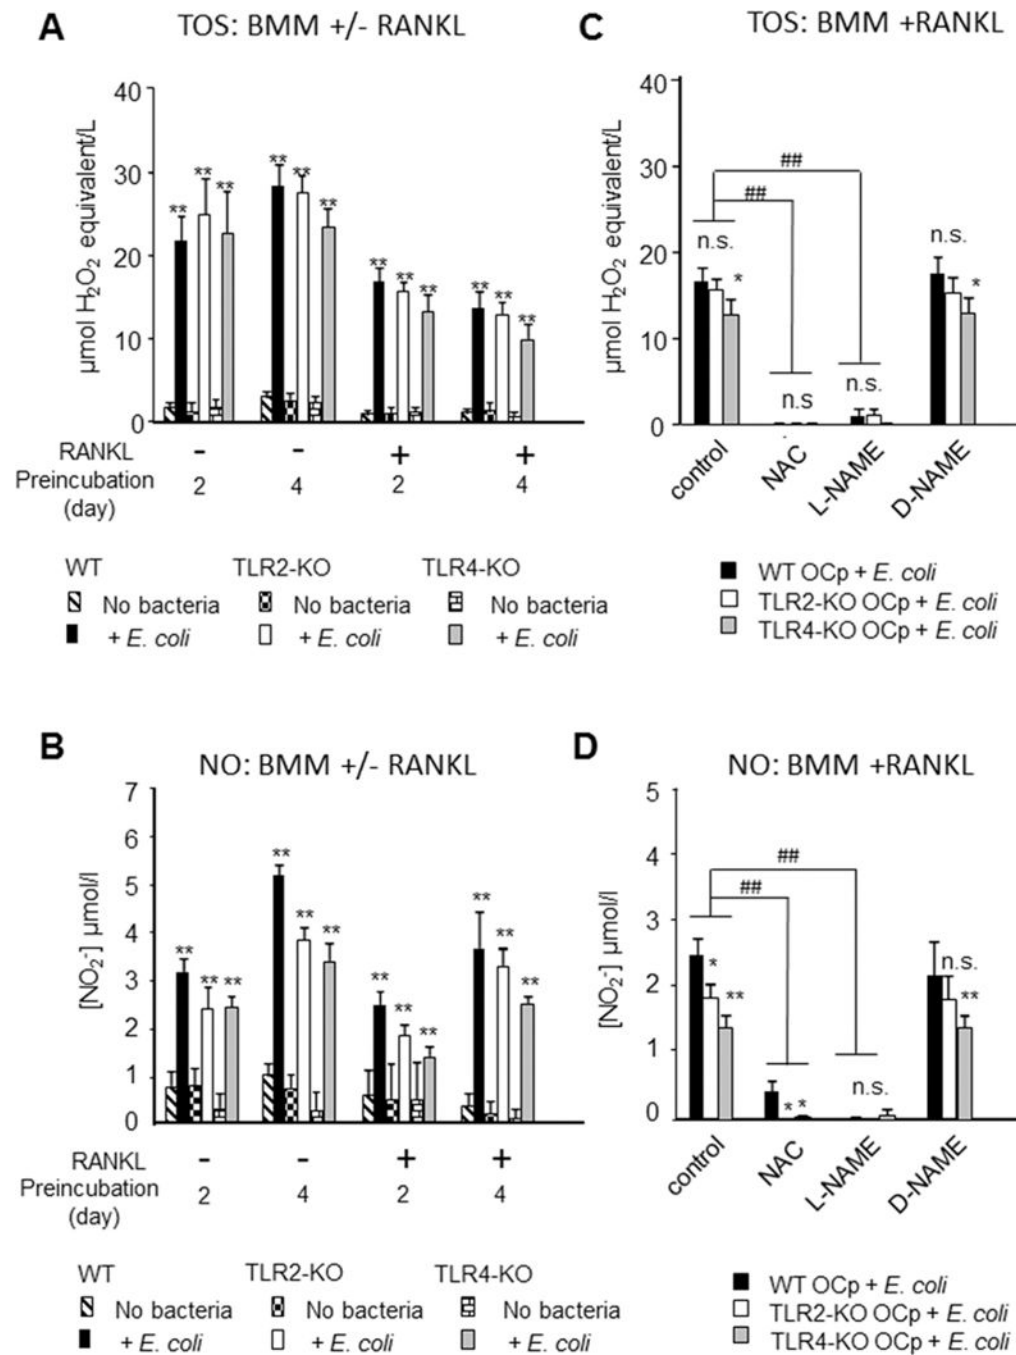 A
TOS: BMM +/- RANKL
µmol H2O2 equivalent/L
40
30
20
10
0
** ** **
** ** **
** ** **
** ** **
RANKL - - + +
Preincubation 2 4 2 4
(day)
WT TLR2-KO TLR4-KO
No bacteria No bacteria No bacteria
+ E. coli + E. coli + E. coli
C
TOS: BMM +RANKL
µmol H2O2 equivalent/L
40
30
20
10
0
##
##
n.s.
*
n.s
n.s.
n.s.
*
control NAC L-NAME D-NAME
WT OCp + E. coli
TLR2-KO OCp + E. coli
TLR4-KO OCp + E. coli
B
NO: BMM +/- RANKL
[NO2-] µmol/l
7
6
5
4
3
2
1
0
** ** **
** ** **
** ** **
** ** **
RANKL - - + +
Preincubation 2 4 2 4
(day)
WT TLR2-KO TLR4-KO
No bacteria No bacteria No bacteria
+ E. coli + E. coli + E. coli
D
NO: BMM +RANKL
[NO2-] µmol/l
5
4
3
2
1
0
##
##
*
**
* *
n.s.
n.s.
**
control NAC L-NAME D-NAME
WT OCp + E. coli
TLR2-KO OCp + E. coli
TLR4-KO OCp + E. coli